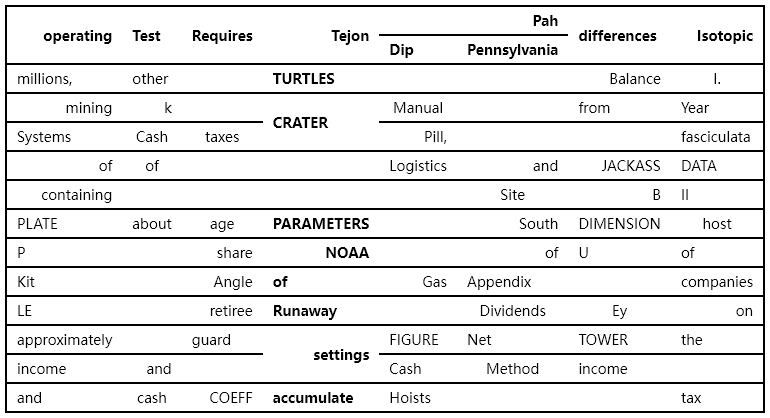 Pah
operating Test Requires Tejon differences Isotopic
Dip Pennsylvania
millions, other TURTLES Balance I.
mining k Manual from Year
CRATER
Systems Cash taxes Pill, fasciculata
of of Logistics and JACKASS DATA
containing Site B II
PLATE about age PARAMETERS South DIMENSION host
P share NOAA of U of
Kit Angle of Gas Appendix companies
LE retiree Runaway Dividends Ey on
approximately guard FIGURE Net TOWER the
settings
income and Cash Method income
and cash COEFF accumulate Hoists tax